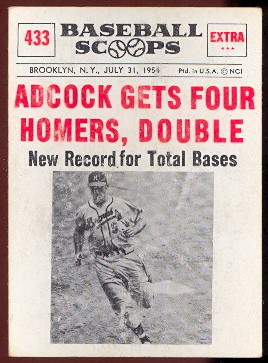 433
BASEBALL
SCOOPS
EXTRA
BROOKLYN, N.Y., JULY 31, 1954 Ptd. in U.S.A. © NCI
ADCOCK GETS FOUR
HOMERS, DOUBLE
New Record for Total Bases